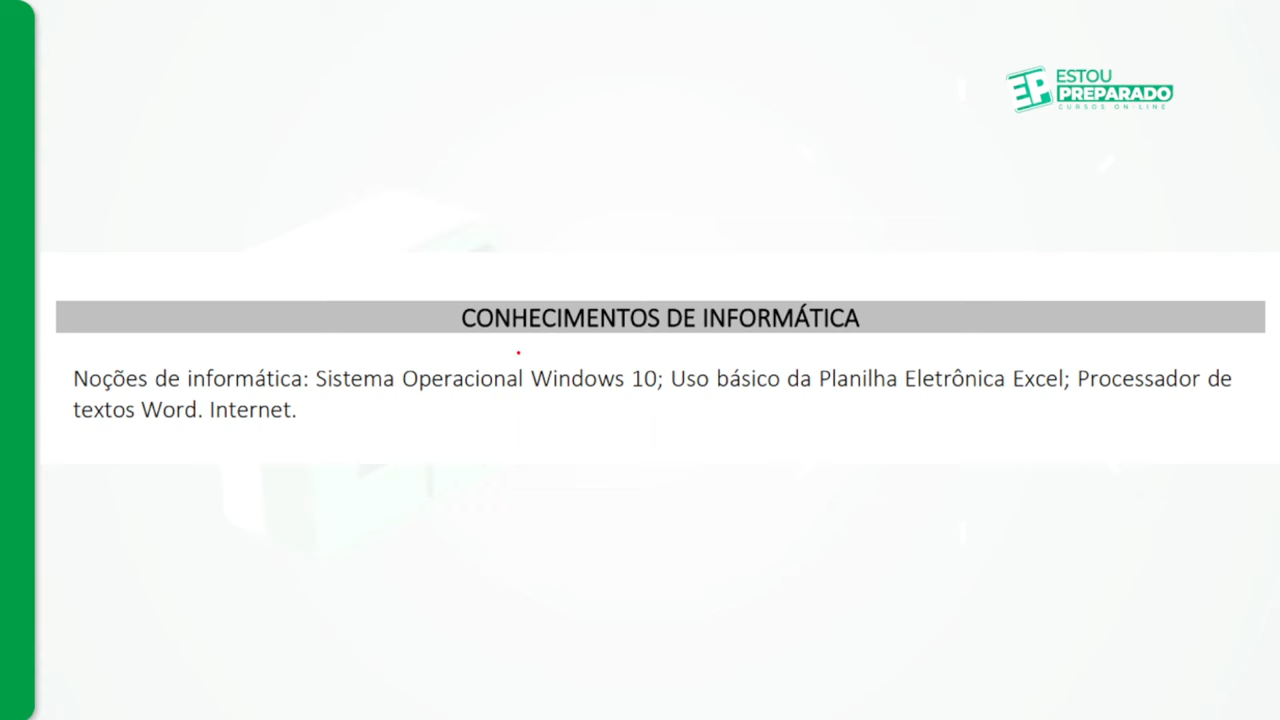 ESTOU
EP PREPARADO
CURSOS ON-LINE
CONHECIMENTOS DE INFORMÁTICA
Noções de informática: Sistema Operacional Windows 10; Uso básico da Planilha Eletrônica Excel; Processador de
textos Word. Internet.